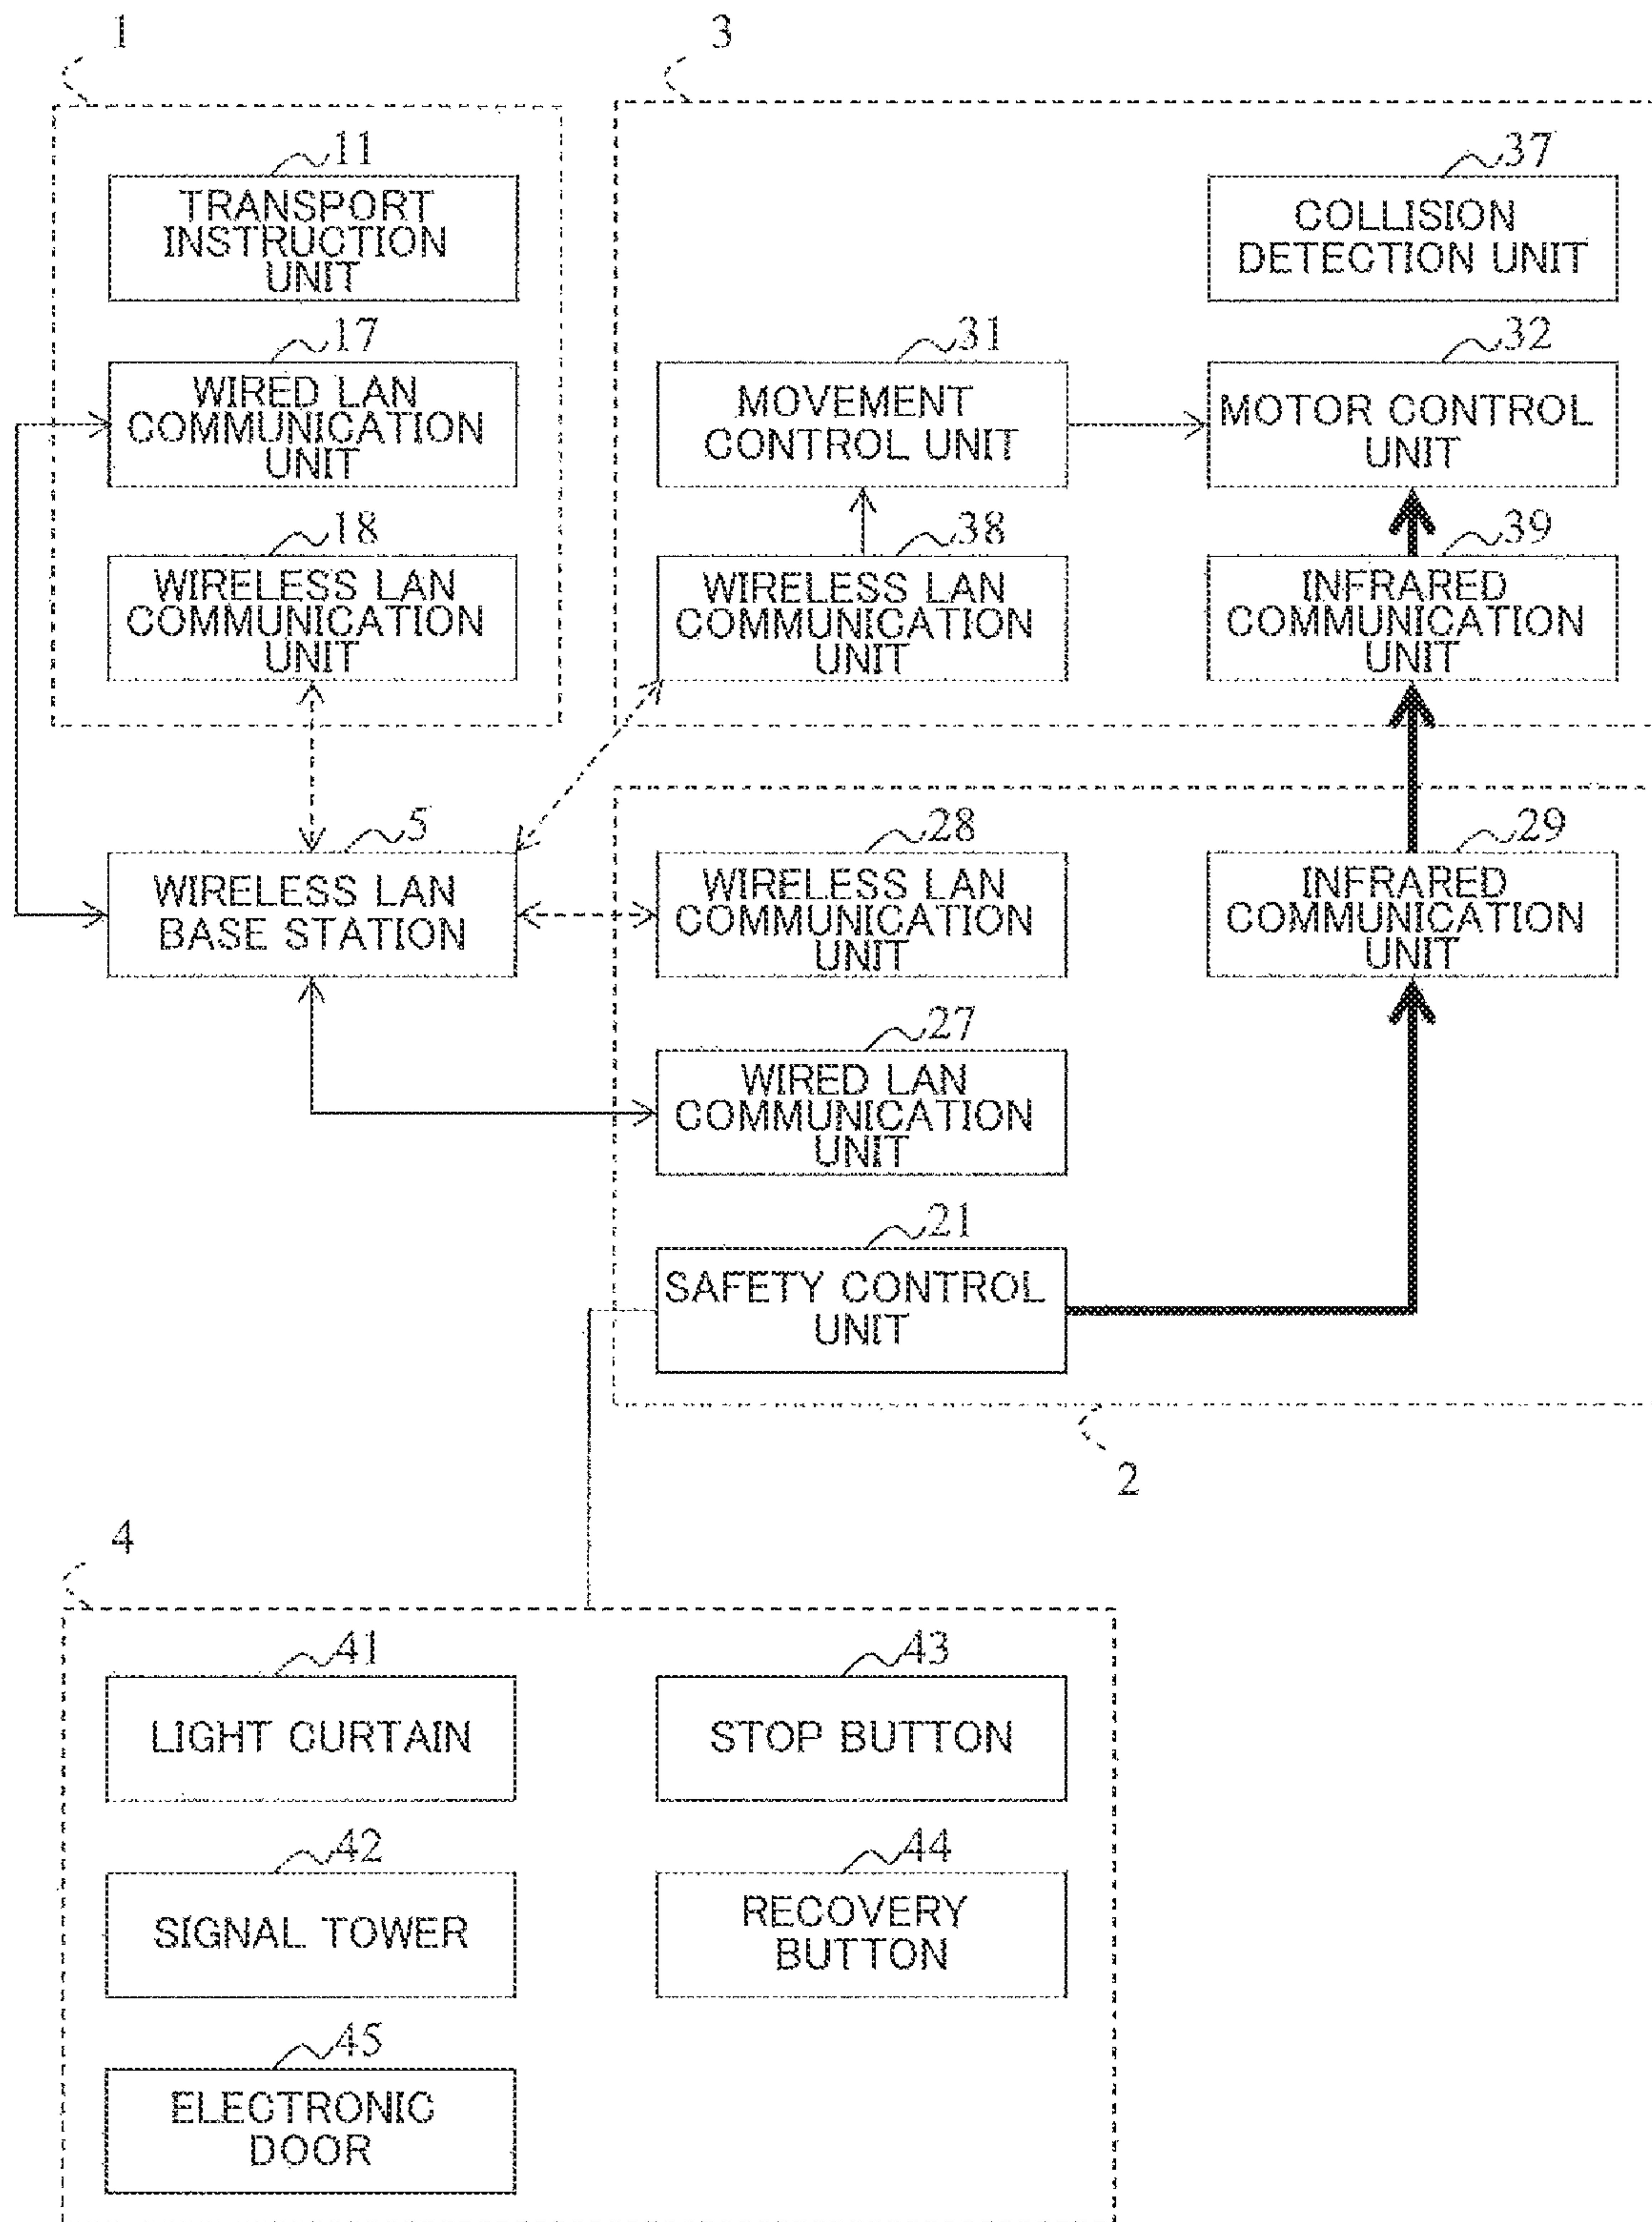 1
3
11
TRANSPORT
INSTRUCTION
UNIT
37
COLLISION
DETECTION UNIT
17
WIRED LAN
COMMUNICATION
UNIT
31
MOVEMENT
CONTROL UNIT
32
MOTOR CONTROL
UNIT
18
WIRELESS LAN
COMMUNICATION
UNIT
38
WIRELESS LAN
COMMUNICATION
UNIT
39
INFRARED
COMMUNICATION
UNIT
5
WIRELESS LAN
BASE STATION
28
WIRELESS LAN
COMMUNICATION
UNIT
29
INFRARED
COMMUNICATION
UNIT
27
WIRED LAN
COMMUNICATION
UNIT
21
SAFETY CONTROL
UNIT
2
4
41
LIGHT CURTAIN
43
STOP BUTTON
42
SIGNAL TOWER
44
RECOVERY
BUTTON
45
ELECTRONIC
DOOR